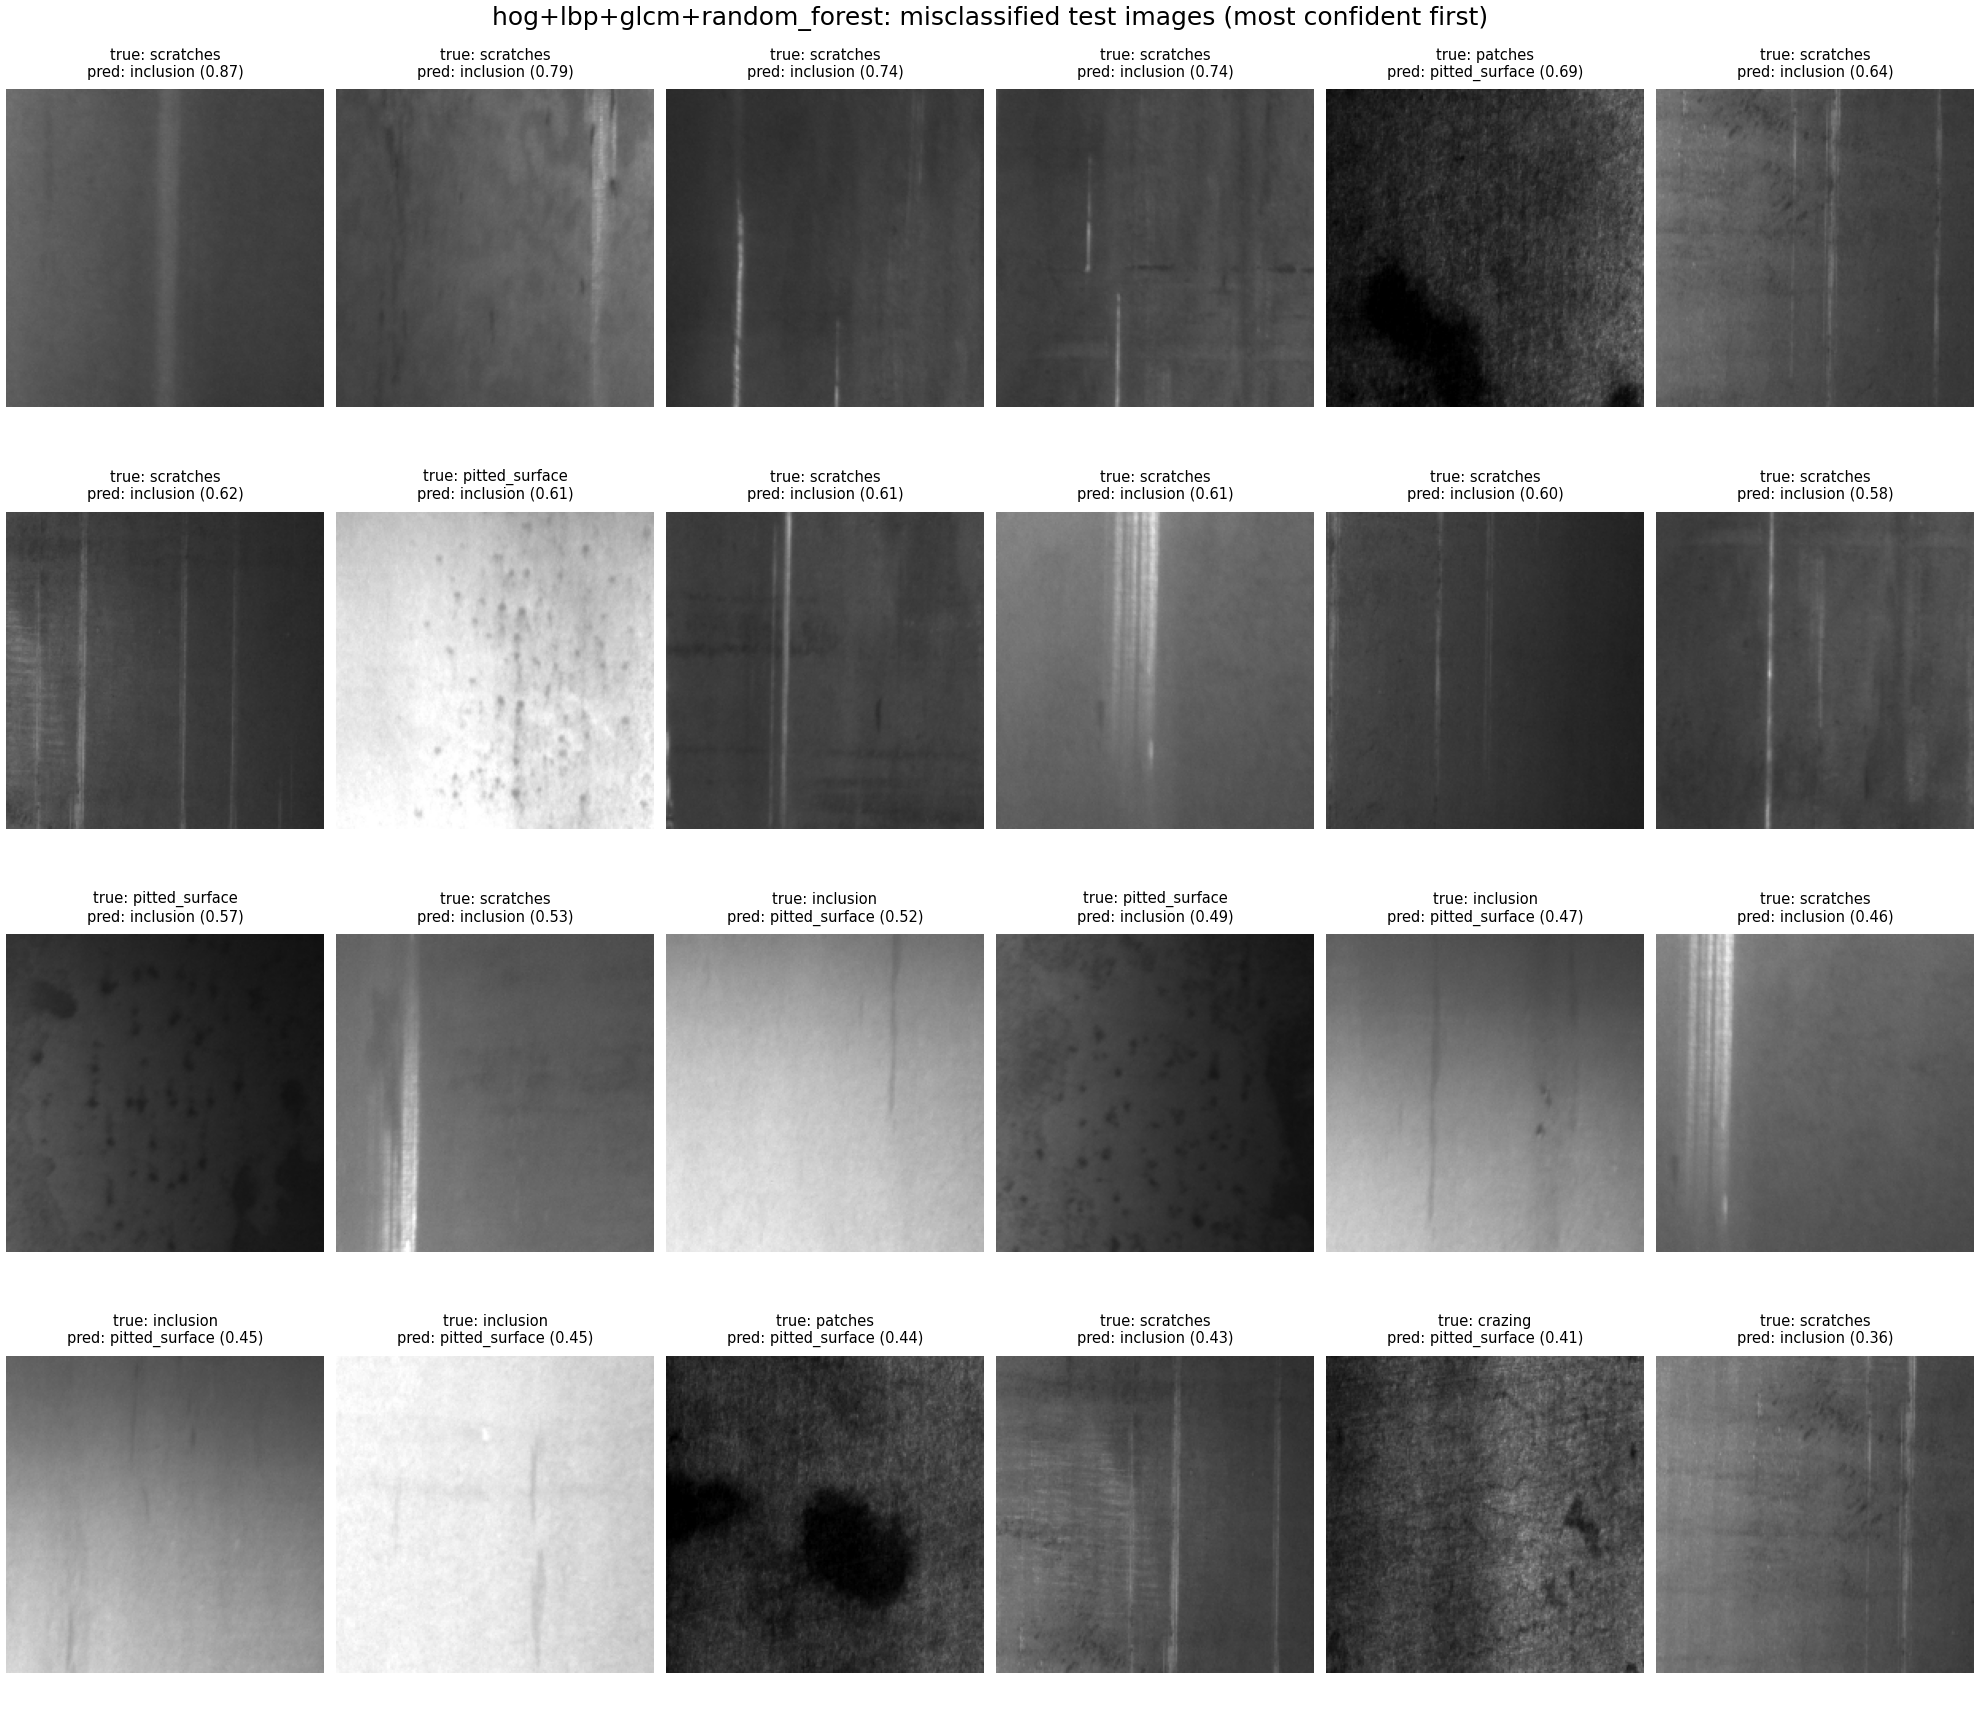 hog+lbp+glcm+random_forest: misclassified test images (most confident first)
true: scratches
pred: inclusion (0.87)
true: scratches
pred: inclusion (0.79)
true: scratches
pred: inclusion (0.74)
true: scratches
pred: inclusion (0.74)
true: patches
pred: pitted_surface (0.69)
true: scratches
pred: inclusion (0.64)
true: scratches
pred: inclusion (0.62)
true: pitted_surface
pred: inclusion (0.61)
true: scratches
pred: inclusion (0.61)
true: scratches
pred: inclusion (0.61)
true: scratches
pred: inclusion (0.60)
true: scratches
pred: inclusion (0.58)
true: pitted_surface
pred: inclusion (0.57)
true: scratches
pred: inclusion (0.53)
true: inclusion
pred: pitted_surface (0.52)
true: pitted_surface
pred: inclusion (0.49)
true: inclusion
pred: pitted_surface (0.47)
true: scratches
pred: inclusion (0.46)
true: inclusion
pred: pitted_surface (0.45)
true: inclusion
pred: pitted_surface (0.45)
true: patches
pred: pitted_surface (0.44)
true: scratches
pred: inclusion (0.43)
true: crazing
pred: pitted_surface (0.41)
true: scratches
pred: inclusion (0.36)